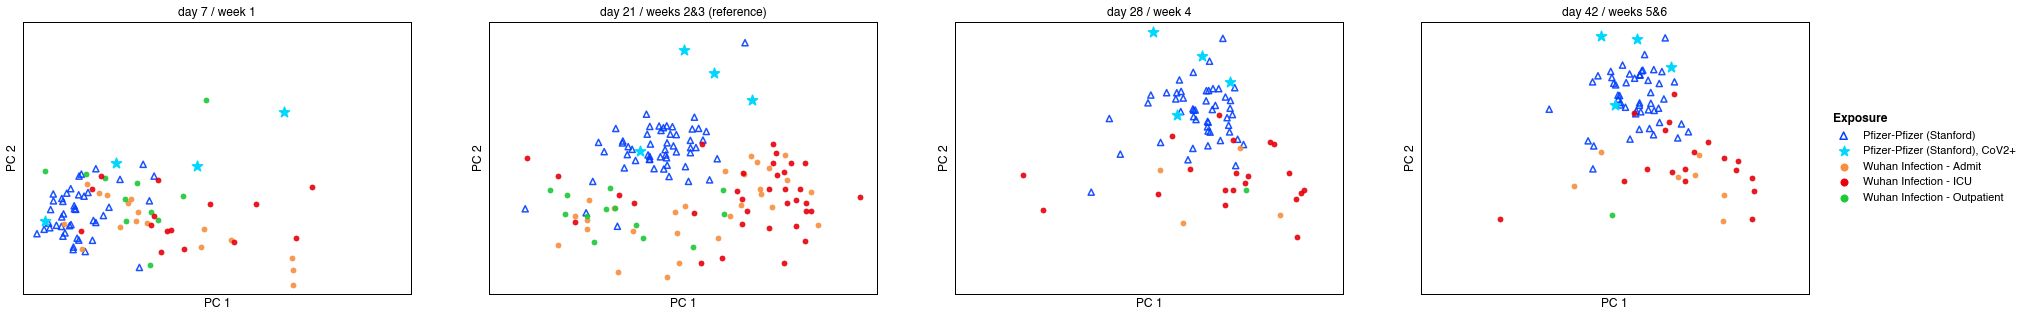 day 7 / week 1
day 21 / weeks 2&3 (reference)
day 28 / week 4
day 42 / weeks 5&6
PC 2
PC 2
PC 2
PC 2
PC 1
PC 1
PC 1
PC 1
Exposure
Pfizer-Pfizer (Stanford)
Pfizer-Pfizer (Stanford), CoV2+
Wuhan Infection - Admit
Wuhan Infection - ICU
Wuhan Infection - Outpatient